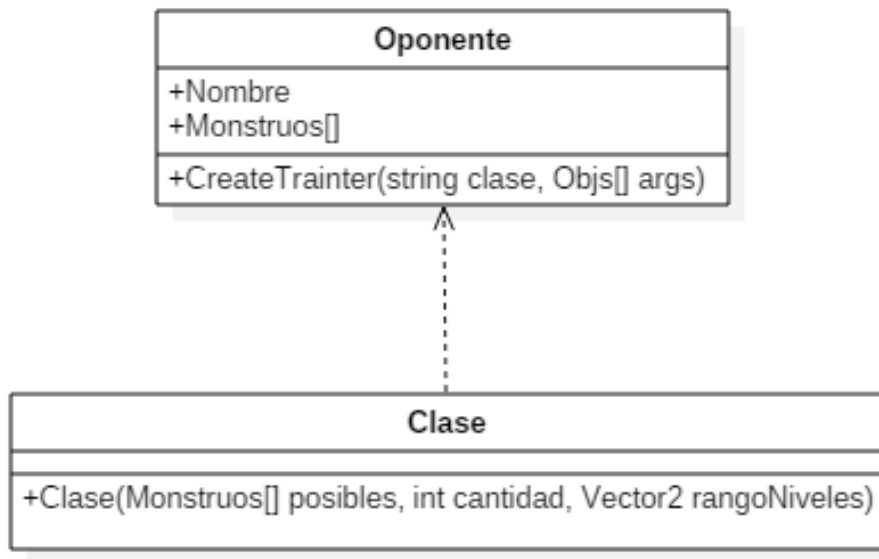 Oponente
+Nombre
+Monstruos[]
+CreateTrainter(string clase, Objs[] args)
Clase
+Clase(Monstruos[] posibles, int cantidad, Vector2 rangoNiveles)